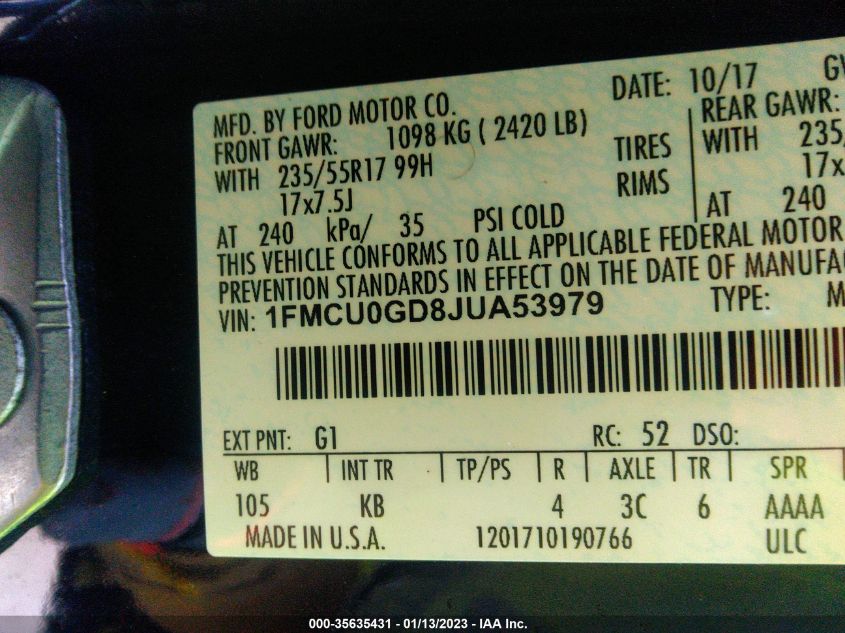 MFD. BY FORD MOTOR CO. DATE: 10/17
FRONT GAWR: 1098 KG ( 2420 LB) REAR GAWR:
WITH 235/55R17 99H TIRES WITH 235/
17x7.5J RIMS 17x
AT 240 kPa/ 35 PSI COLD AT 240
THIS VEHICLE CONFORMS TO ALL APPLICABLE FEDERAL MOTOR
PREVENTION STANDARDS IN EFFECT ON THE DATE OF MANUFA
VIN: 1FMCU0GD8JUA53979 TYPE: M
EXT PNT: G1 RC: 52 DSO:
WB INT TR TP/PS R AXLE TR SPR
105 KB 4 3C 6 AAAA
MADE IN U.S.A. 1201710190766 ULC
000-35635431 - 01/13/2023 - IAA Inc.